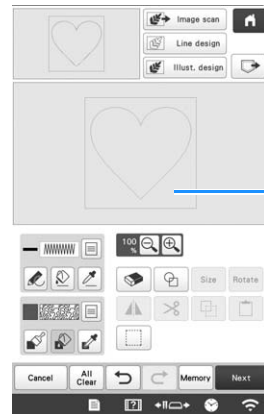 Image scan
Line design
Illust. design
100
%
Size
Rotate
Cancel
All
Clear
Memory
Next
?